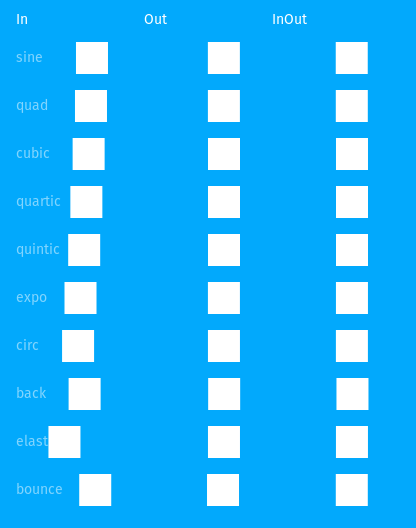 In Out InOut
sine
quad
cubic
quartic
quintic
expo
circ
back
elast
bounce